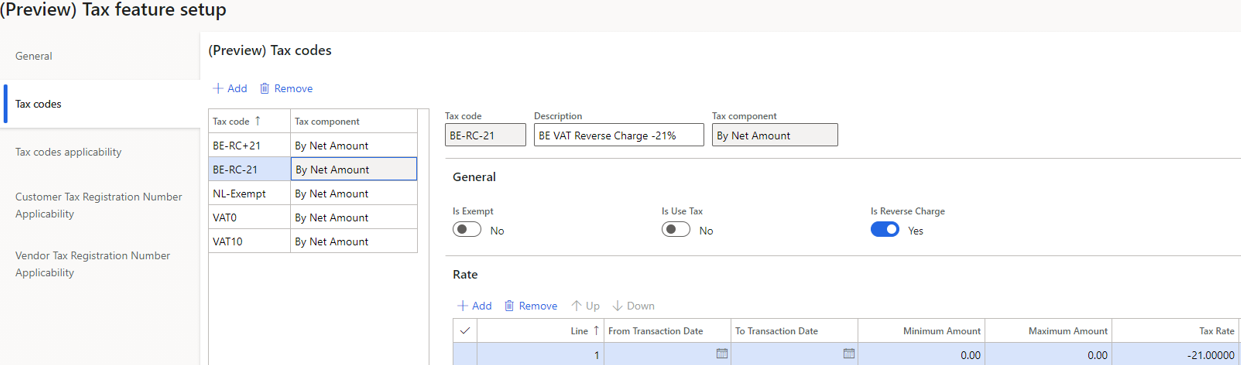 (Preview) Tax feature setup
General
Tax codes
Tax codes applicability
Customer Tax Registration Number
Applicability
Vendor Tax Registration Number
Applicability
(Preview) Tax codes
Add Remove
Tax code Tax component
BE-RC+21 By Net Amount
BE-RC-21 By Net Amount
NL-Exempt By Net Amount
VAT0 By Net Amount
VAT10 By Net Amount
Tax code Description Tax component
BE-RC-21 BE VAT Reverse Charge -21% By Net Amount
General
Is Exempt Is Use Tax Is Reverse Charge
No No Yes
Rate
Add Remove Up Down
Line From Transaction Date To Transaction Date Minimum Amount Maximum Amount Tax Rate
1 0.00 0.00 -21.00000